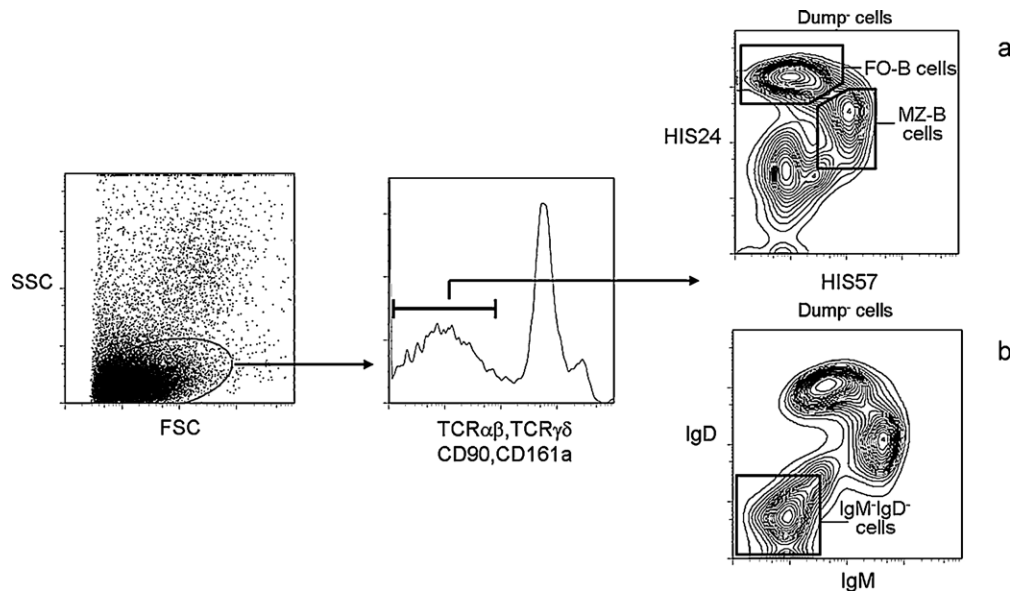 Dump⁻ cells
a
FO-B cells
HIS24
MZ-B
cells
HIS57
SSC
FSC
TCRαβ,TCRγδ
CD90,CD161a
Dump⁻ cells
b
IgD
IgM⁻IgD⁻
cells
IgM